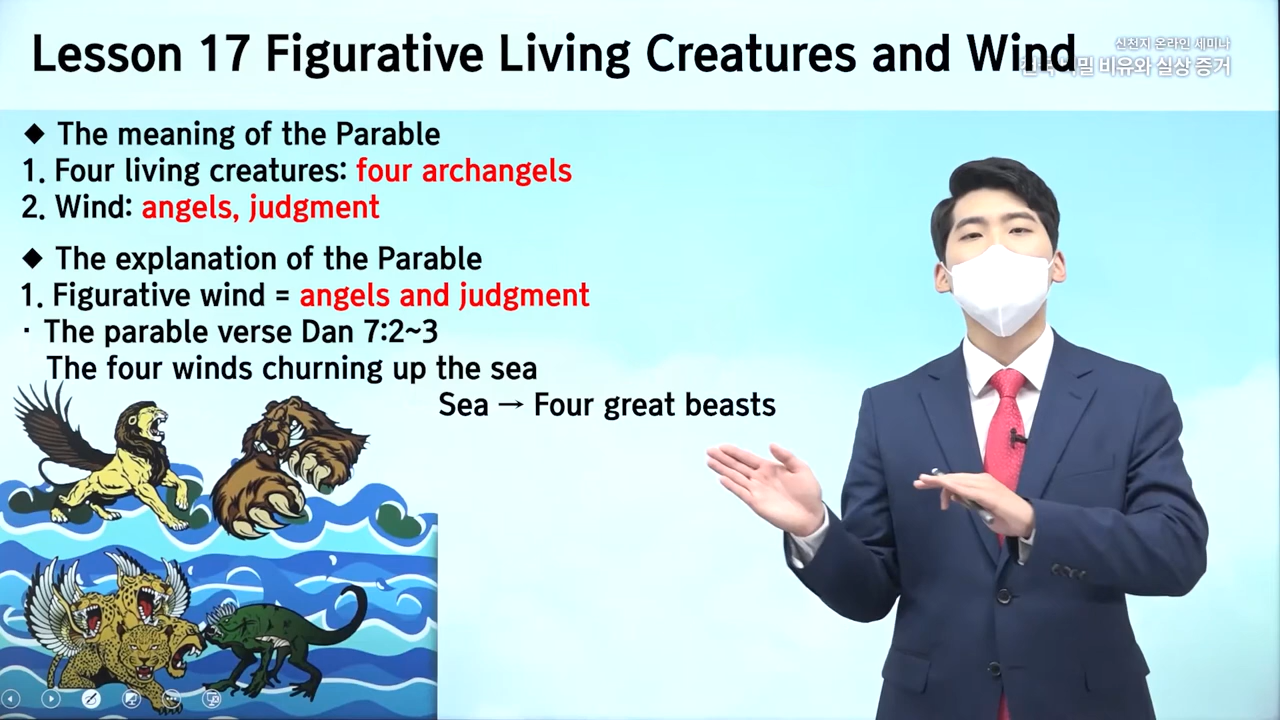 Lesson 17 Figurative Living Creatures and Wind
신천지 온라인 세미나
비유와 실상 증거
◆ The meaning of the Parable
1. Four living creatures: four archangels
2. Wind: angels, judgment
◆ The explanation of the Parable
1. Figurative wind = angels and judgment
· The parable verse Dan 7:2~3
The four winds churning up the sea
Sea → Four great beasts